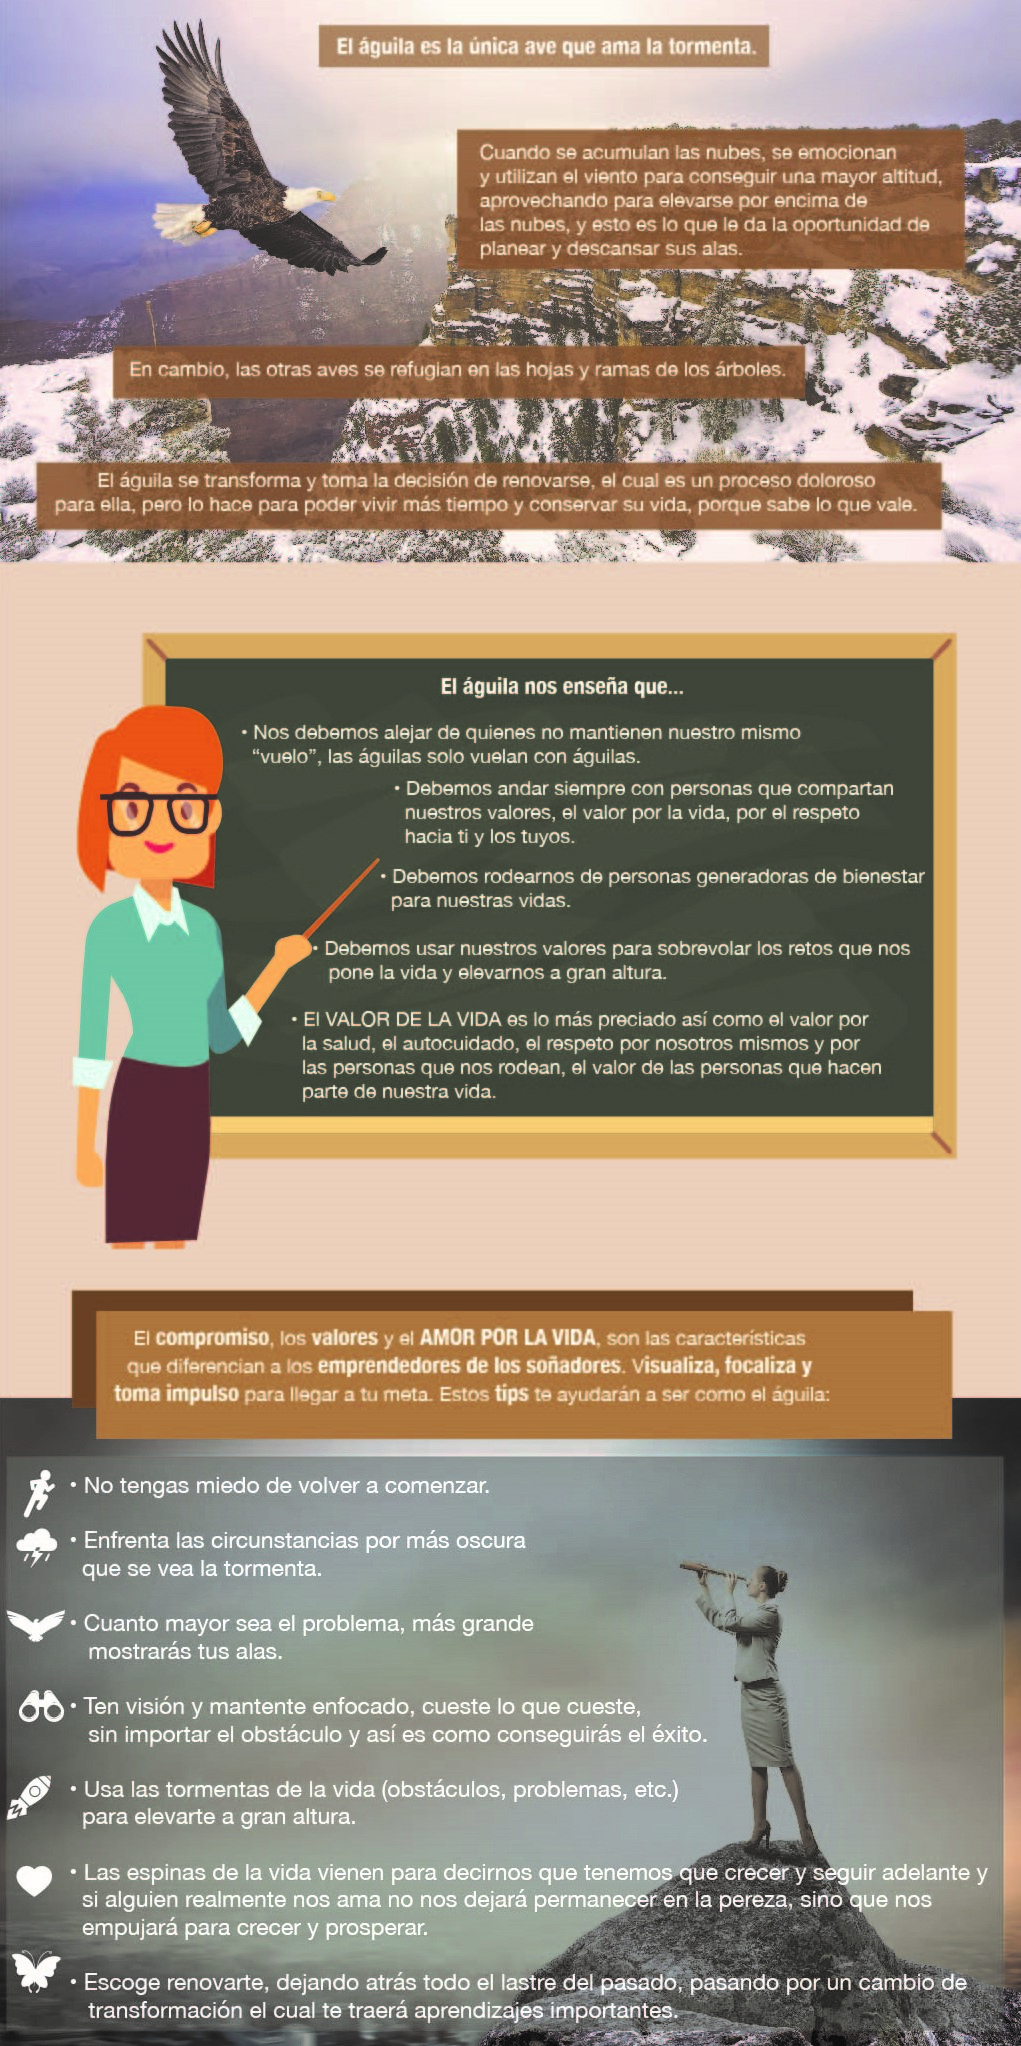 El águila es la única ave que ama la tormenta.
Cuando se acumulan las nubes, se emocionan
y utilizan el viento para conseguir una mayor altitud,
aprovechando para elevarse por encima de
las nubes, y esto es lo que le da la oportunidad de
planear y descansar sus alas.
En cambio, las otras aves se refugian en las hojas y ramas de los árboles.
El águila se transforma y toma la decisión de renovarse, el cual es un proceso doloroso
para ella, pero lo hace para poder vivir más tiempo y conservar su vida, porque sabe lo que vale.
El águila nos enseña que...
• Nos debemos alejar de quienes no mantienen nuestro mismo
“vuelo”, las águilas solo vuelan con águilas.
• Debemos andar siempre con personas que compartan
nuestros valores, el valor por la vida, por el respeto
hacia ti y los tuyos.
• Debemos rodearnos de personas generadoras de bienestar
para nuestras vidas.
• Debemos usar nuestros valores para sobrevolar los retos que nos
pone la vida y elevarnos a gran altura.
• El VALOR DE LA VIDA es lo más preciado así como el valor por
la salud, el autocuidado, el respeto por nosotros mismos y por
las personas que nos rodean, el valor de las personas que hacen
parte de nuestra vida.
El compromiso, los valores y el AMOR POR LA VIDA, son las características
que diferencian a los emprendedores de los soñadores. Visualiza, focaliza y
toma impulso para llegar a tu meta. Estos tips te ayudarán a ser como el águila:
• No tengas miedo de volver a comenzar.
• Enfrenta las circunstancias por más oscura
que se vea la tormenta.
• Cuanto mayor sea el problema, más grande
mostrarás tus alas.
• Ten visión y mantente enfocado, cueste lo que cueste,
sin importar el obstáculo y así es como conseguirás el éxito.
• Usa las tormentas de la vida (obstáculos, problemas, etc.)
para elevarte a gran altura.
• Las espinas de la vida vienen para decirnos que tenemos que crecer y seguir adelante y
si alguien realmente nos ama no nos dejará permanecer en la pereza, sino que nos
empujará para crecer y prosperar.
• Escoge renovarte, dejando atrás todo el lastre del pasado, pasando por un cambio de
transformación el cual te traerá aprendizajes importantes.